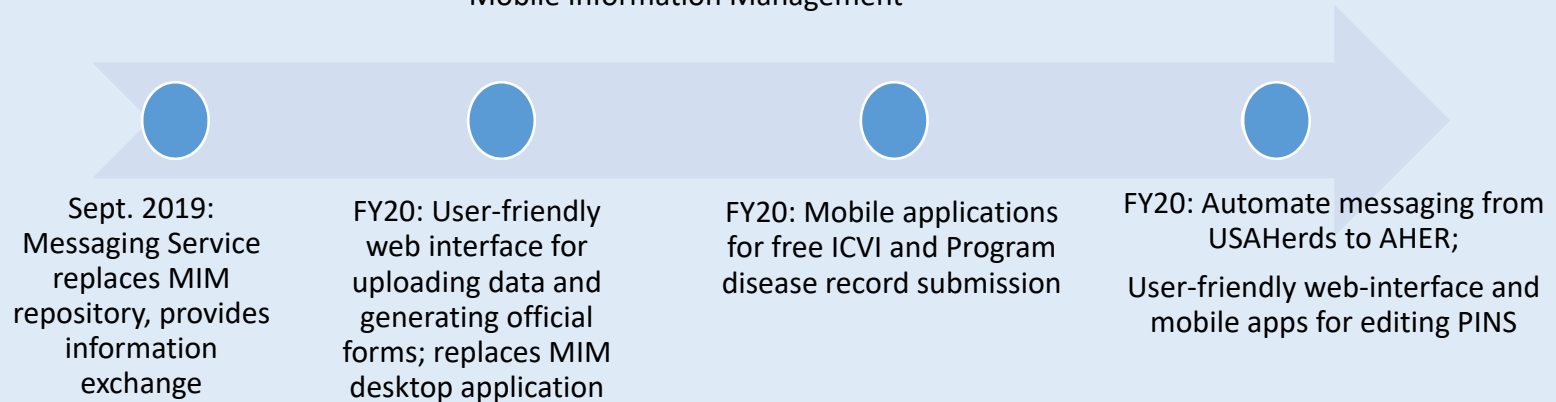 Mobile Information Management
Sept. 2019:
Messaging Service
replaces MIM
repository, provides
information
exchange
FY20: User-friendly
web interface for
uploading data and
generating official
forms; replaces MIM
desktop application
FY20: Mobile applications
for free ICVI and Program
disease record submission
FY20: Automate messaging from
USAHerds to AHER;
User-friendly web-interface and
mobile apps for editing PINS